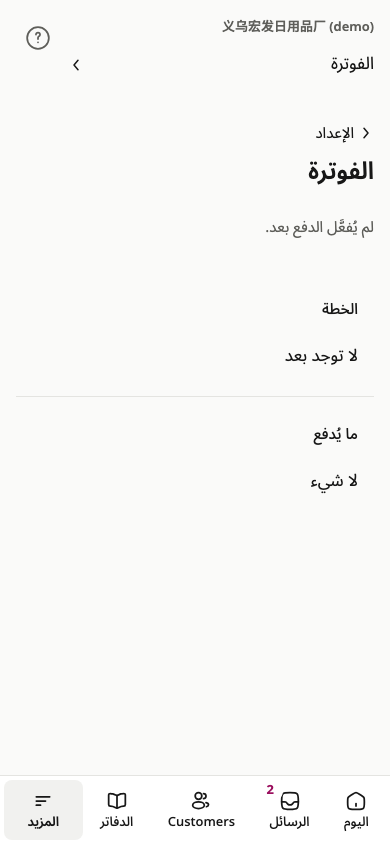 义乌宏发日用品厂 (demo)
الفوترة
الإعداد
الفوترة
لم يُفعَّل الدفع بعد.
الخطة
لا توجد بعد
ما يُدفع
لا شيء
اليوم
الرسائل 2
Customers
الدفاتر
المزيد